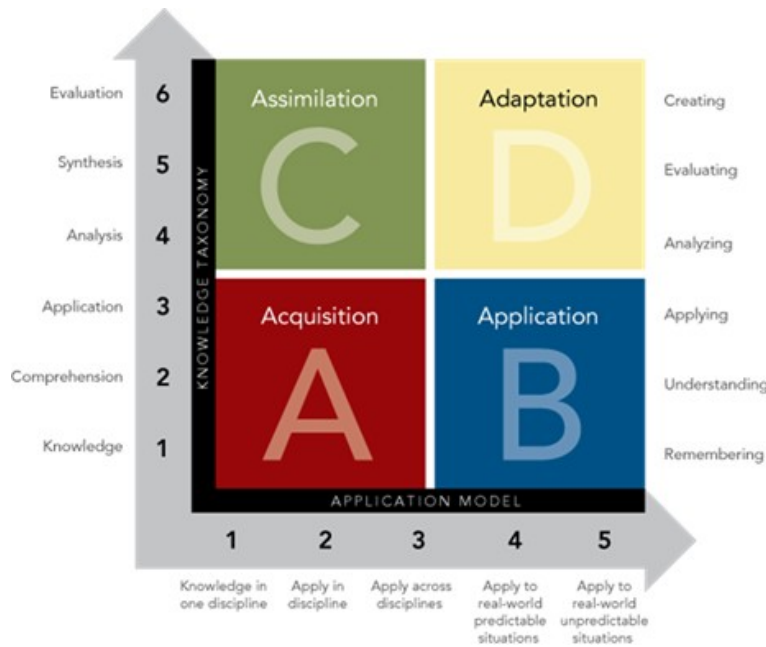 Evaluation
6
Synthesis
5
Analysis
4
Application
3
Comprehension
2
Knowledge
1
KNOWLEDGE TAXONOMY
Assimilation
C
Adaptation
D
Acquisition
A
Application
B
Creating
Evaluating
Analyzing
Applying
Understanding
Remembering
APPLICATION MODEL
1
2
3
4
5
Knowledge in
one discipline
Apply in
discipline
Apply across
disciplines
Apply to
real-world
predictable
situations
Apply to
real-world
unpredictable
situations